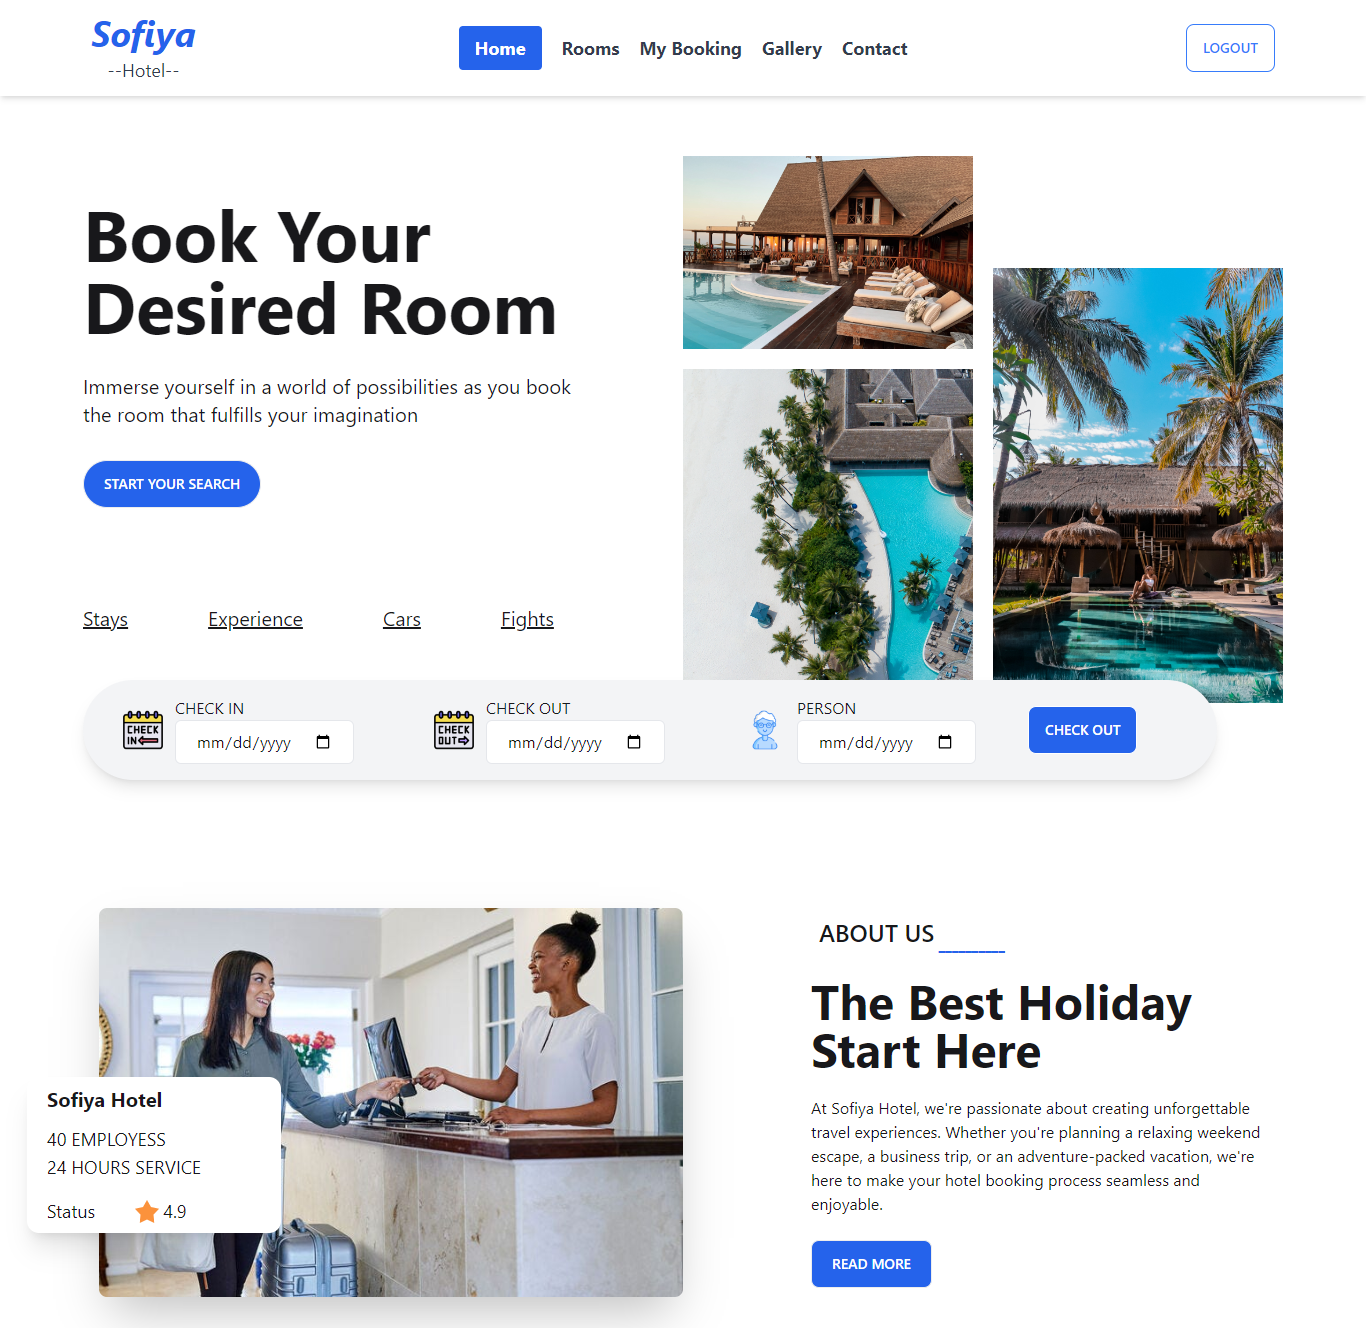 Sofiya
--Hotel--
Home Rooms My Booking Gallery Contact
LOGOUT
Book Your
Desired Room
Immerse yourself in a world of possibilities as you book
the room that fulfills your imagination
START YOUR SEARCH
Stays Experience Cars Fights
CHECK
IN
CHECK IN
mm/dd/yyyy
CHECK
OUT
CHECK OUT
mm/dd/yyyy
PERSON
mm/dd/yyyy
CHECK OUT
Sofiya Hotel
40 EMPLOYESS
24 HOURS SERVICE
Status 4.9
ABOUT US
The Best Holiday
Start Here
At Sofiya Hotel, we're passionate about creating unforgettable
travel experiences. Whether you're planning a relaxing weekend
escape, a business trip, or an adventure-packed vacation, we're
here to make your hotel booking process seamless and
enjoyable.
READ MORE